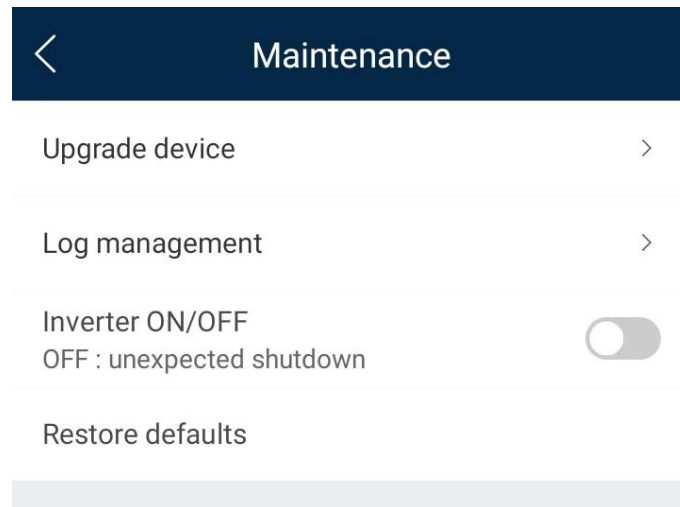 Maintenance
Upgrade device
Log management
Inverter ON/OFF
OFF : unexpected shutdown
Restore defaults